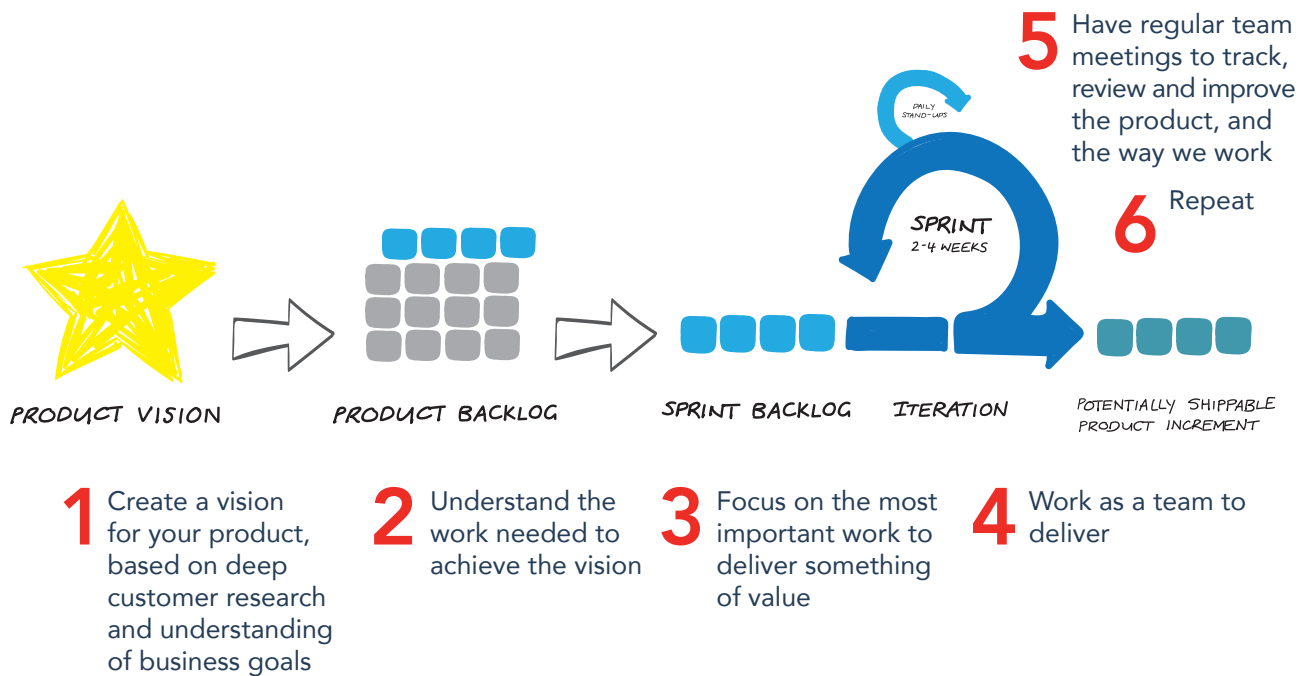 5
Have regular team
meetings to track,
review and improve
the product, and
the way we work
DAILY
STAND-UPS
6
Repeat
SPRINT
2-4 WEEKS
PRODUCT VISION
PRODUCT BACKLOG
SPRINT BACKLOG
ITERATION
POTENTIALLY SHIPPABLE
PRODUCT INCREMENT
1
Create a vision
for your product,
based on deep
customer research
and understanding
of business goals
2
Understand the
work needed to
achieve the vision
3
Focus on the most
important work to
deliver something
of value
4
Work as a team to
deliver